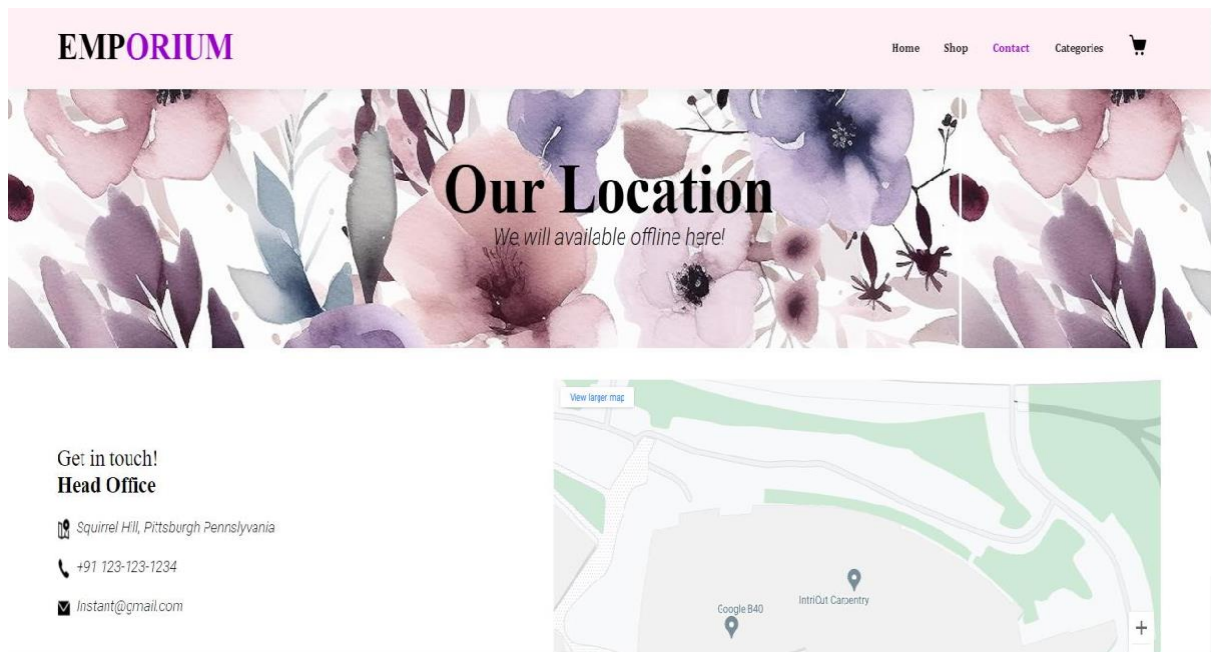 EMPORIUM
Home Shop Contact Categories
Our Location
We will available offline here!
View larger map
Get in touch!
Head Office
Squirrel Hill, Pittsburgh Pennslyvania
+91 123-123-1234
Instant@gmail.com
IntriCut Carpentry
Google B40
+